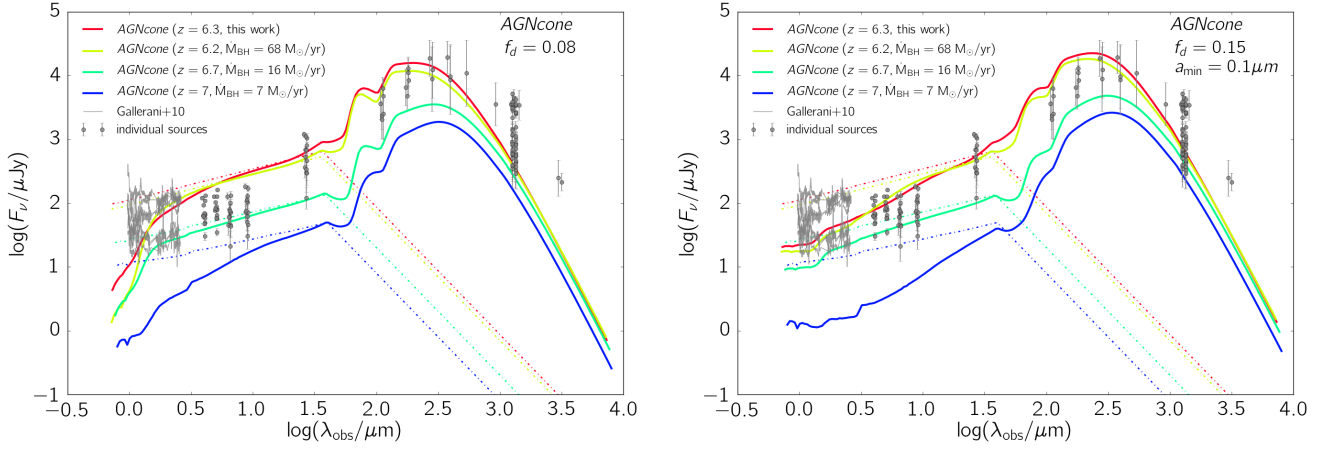 AGNcone (z = 6.3, this work)
AGNcone (z = 6.2, Ṁ_BH = 68 M_⊙/yr)
AGNcone (z = 6.7, Ṁ_BH = 16 M_⊙/yr)
AGNcone (z = 7, Ṁ_BH = 7 M_⊙/yr)
Gallerani+10
individual sources
AGNcone
f_d = 0.08
5
4
3
2
1
0
−1
log(F_ν/μJy)
−0.5 0.0 0.5 1.0 1.5 2.0 2.5 3.0 3.5 4.0
log(λ_obs/μm)
AGNcone (z = 6.3, this work)
AGNcone (z = 6.2, Ṁ_BH = 68 M_⊙/yr)
AGNcone (z = 6.7, Ṁ_BH = 16 M_⊙/yr)
AGNcone (z = 7, Ṁ_BH = 7 M_⊙/yr)
Gallerani+10
individual sources
AGNcone
f_d = 0.15
a_min = 0.1μm
5
4
3
2
1
0
−1
log(F_ν/μJy)
−0.5 0.0 0.5 1.0 1.5 2.0 2.5 3.0 3.5 4.0
log(λ_obs/μm)